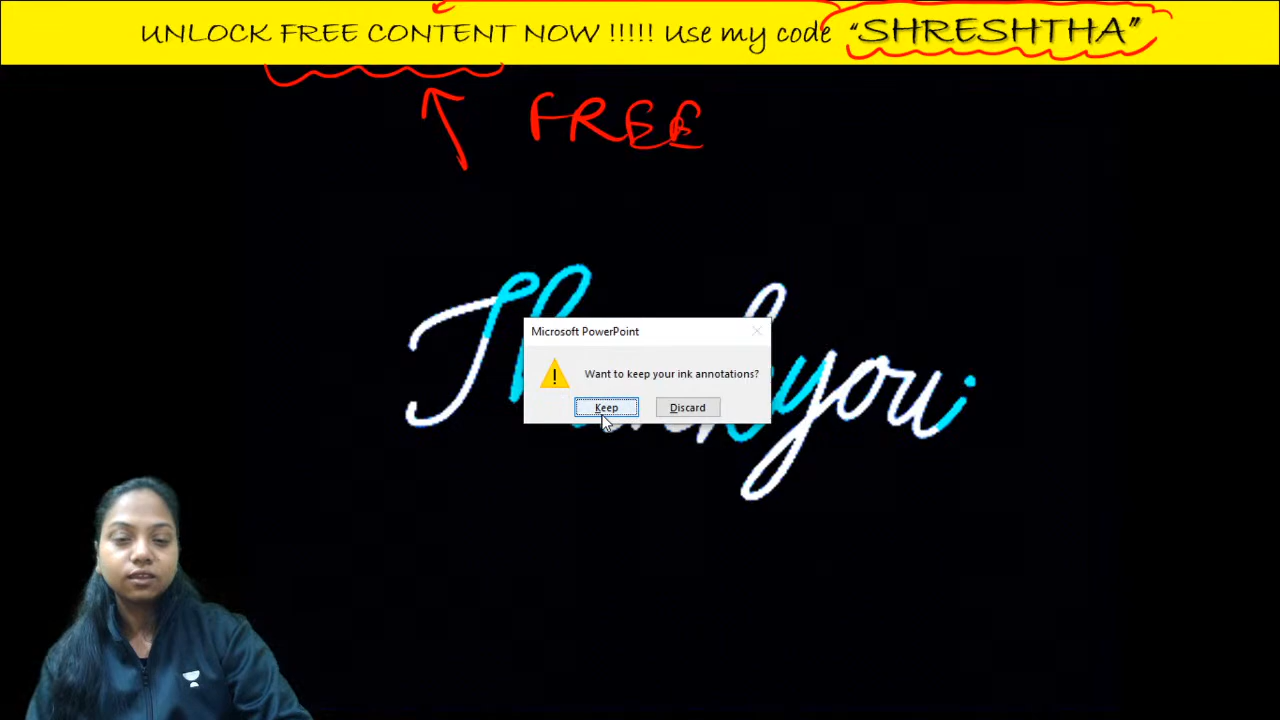 UNLOCK FREE CONTENT NOW !!!!! Use my code "SHRESHTHA"
FREE
Thank you
Microsoft PowerPoint
Want to keep your ink annotations?
Keep
Discard